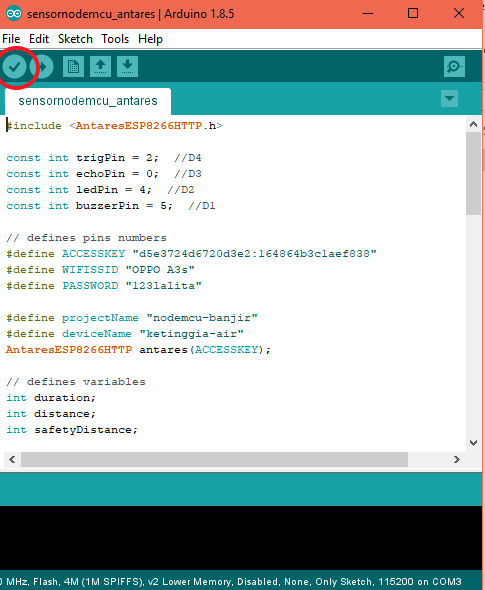 sensornodemcu_antares | Arduino 1.8.5
File Edit Sketch Tools Help
sensornodemcu_antares
#include <AntaresESP8266HTTP.h>
const int trigPin = 2;  //D4
const int echoPin = 0;  //D3
const int ledPin = 4;  //D2
const int buzzerPin = 5;  //D1
// defines pins numbers
#define ACCESSKEY "d5e3724d6720d3e2:164864b3c1aef838"
#define WIFISSID "OPPO A3s"
#define PASSWORD "1231alita"
#define projectName "nodemcu-banjir"
#define deviceName "ketinggia-air"
AntaresESP8266HTTP antares(ACCESSKEY);
// defines variables
int duration;
int distance;
int safetyDistance;
0 MHz, Flash, 4M (1M SPIFFS), v2 Lower Memory, Disabled, None, Only Sketch, 115200 on COM3